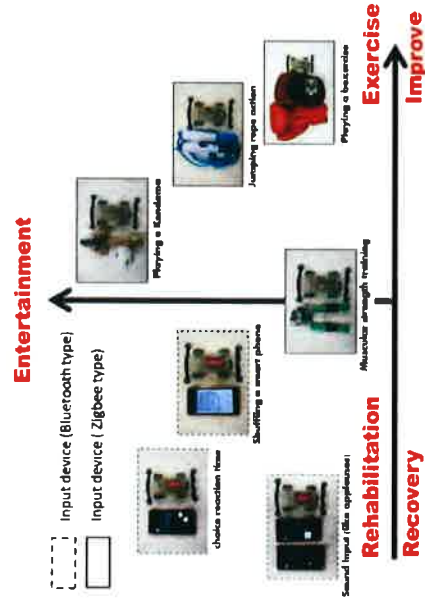 Entertainment
Input device (Bluetooth type)
Input device ( Zigbee type)
Playing a Kendama
Jumping rope action
Playing a boxercise
Shuffling a smart phone
choice reaction time
Muscular strength training
Sound Input (like applauses)
Rehabilitation
Exercise
Recovery
Improve